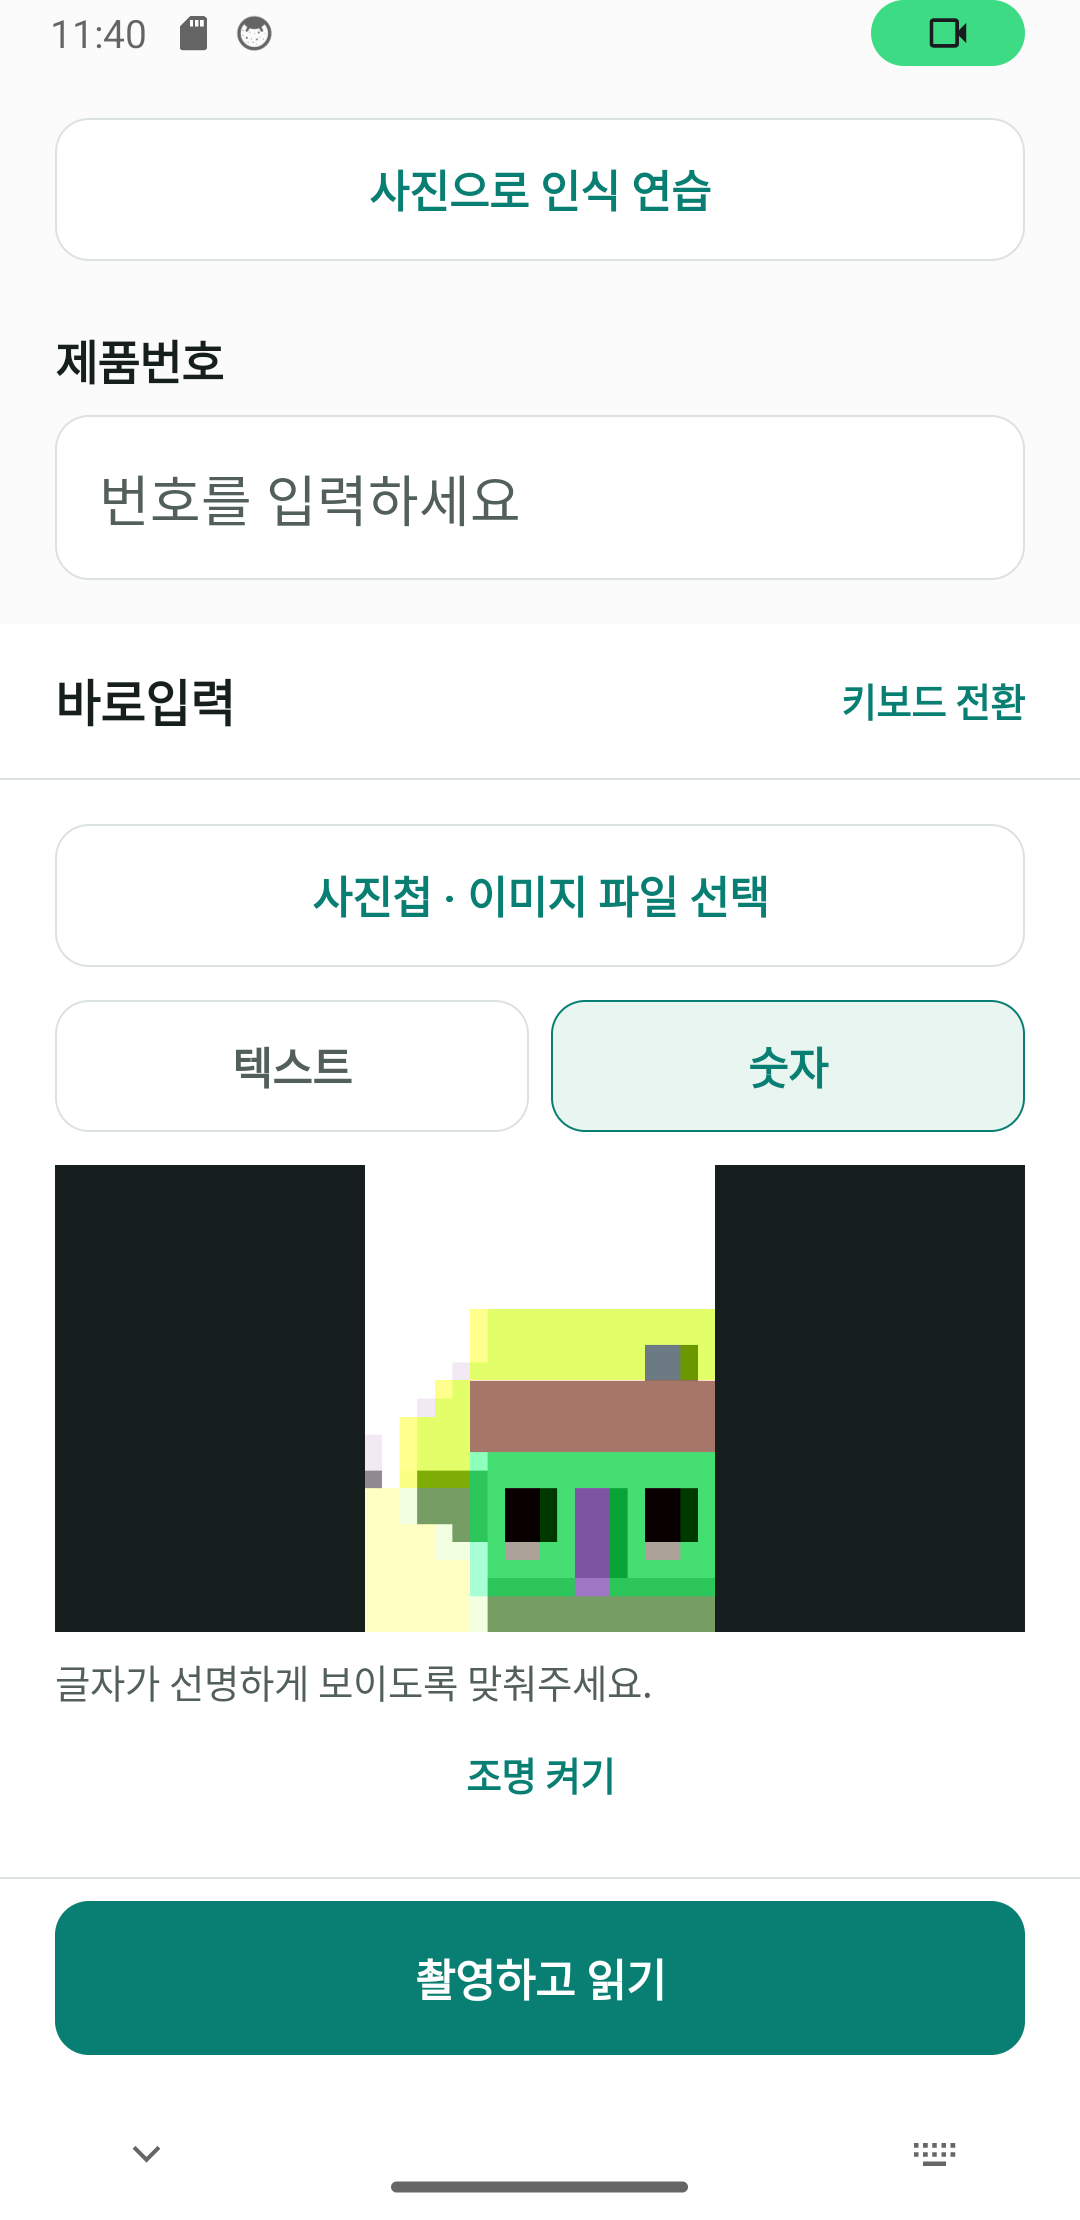 11:40
사진으로 인식 연습
제품번호
번호를 입력하세요
바로입력 키보드 전환
사진첩 · 이미지 파일 선택
텍스트 숫자
글자가 선명하게 보이도록 맞춰주세요.
조명 켜기
촬영하고 읽기